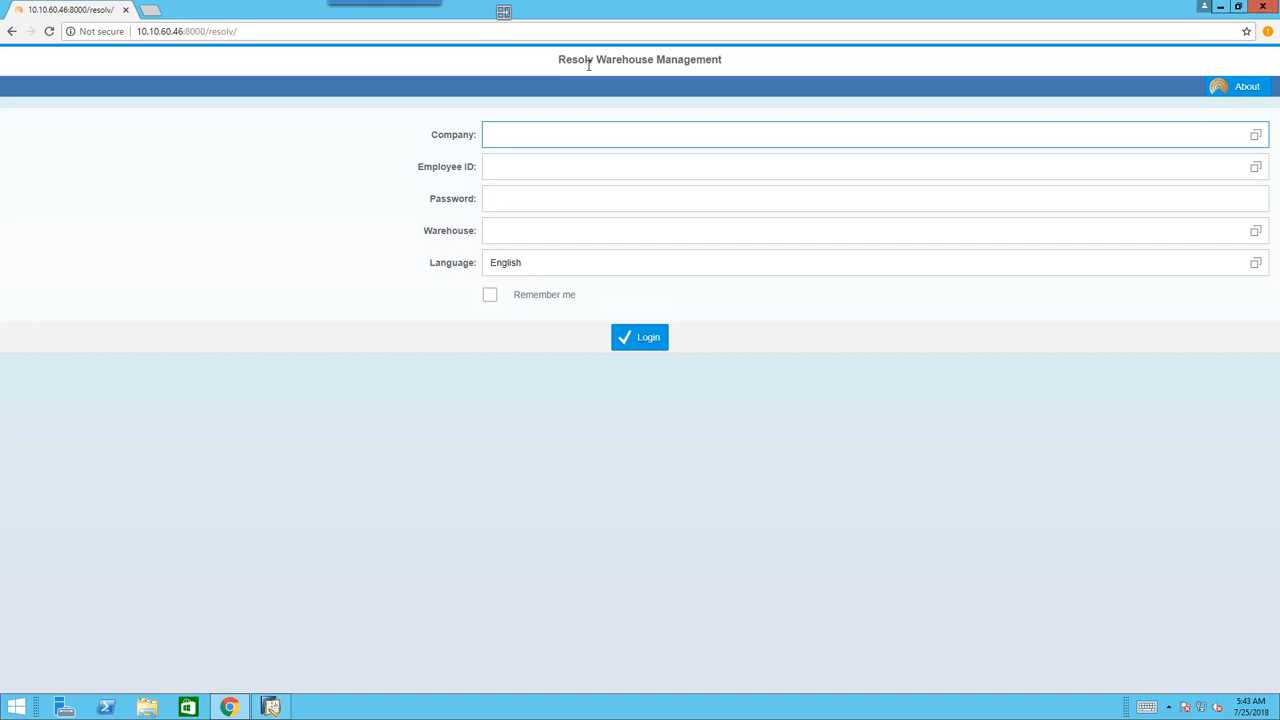 10.10.60.46:8000/resolv/
Not secure
10.10.60.46:8000/resolv/
Resolv Warehouse Management
About
Company:
Employee ID:
Password:
Warehouse:
Language: English
Remember me
Login
5:43 AM
7/25/2018